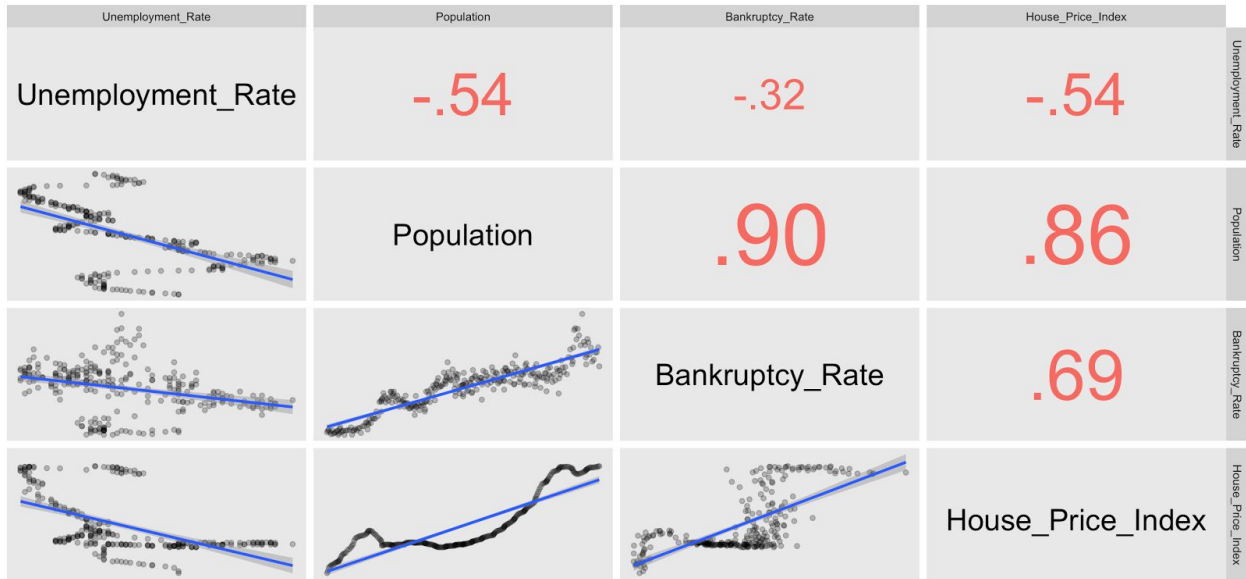 Unemployment_Rate
Population
Bankruptcy_Rate
House_Price_Index
Unemployment_Rate
-.54
-.32
-.54
Unemployment_Rate
Population
.90
.86
Population
Bankruptcy_Rate
.69
Bankruptcy_Rate
House_Price_Index
House_Price_Index